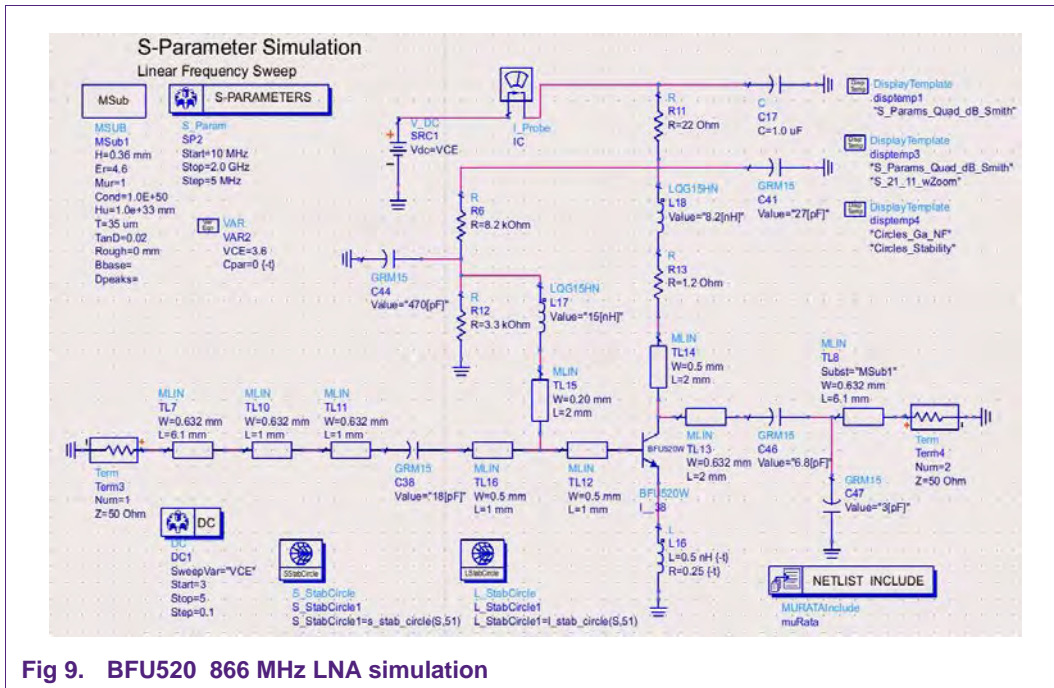 S-Parameter Simulation
Linear Frequency Sweep
MSub
MSUB
MSub1
H=0.36 mm
Er=4.6
Mur=1
Cond=1.0E+50
Hu=1.0e+33 mm
T=35 um
TanD=0.02
Rough=0 mm
Bbase=
Dpeaks=
S-PARAMETERS
S_Param
SP2
Start=10 MHz
Stop=2.0 GHz
Step=5 MHz
VAR
VAR2
VCE=3.6
Cpar=0 {-t}
V_DC
SRC1
Vdc=VCE
I_Probe
IC
R
R11
R=22 Ohm
C
C17
C=1.0 uF
DisplayTemplate
disptemp1
"S_Params_Quad_dB_Smith"
DisplayTemplate
disptemp3
"S_Params_Quad_dB_Smith"
"S_21_11_wZoom"
DisplayTemplate
disptemp4
"Circles_Ga_NF"
"Circles_Stability"
R
R6
R=8.2 kOhm
LQG15HN
L18
Value="8.2[nH]"
GRM15
C41
Value="27[pF]"
GRM15
C44
Value="470[pF]"
R
R12
R=3.3 kOhm
LQG15HN
L17
Value="15[nH]"
R
R13
R=1.2 Ohm
MLIN
TL14
W=0.5 mm
L=2 mm
MLIN
TL15
W=0.20 mm
L=2 mm
MLIN
TL8
Subst="MSub1"
W=0.632 mm
L=6.1 mm
MLIN
TL7
W=0.632 mm
L=6.1 mm
MLIN
TL10
W=0.632 mm
L=1 mm
MLIN
TL11
W=0.632 mm
L=1 mm
Term
Term3
Num=1
Z=50 Ohm
GRM15
C38
Value="18[pF]"
MLIN
TL16
W=0.5 mm
L=1 mm
MLIN
TL12
W=0.5 mm
L=1 mm
BFU520W
BFU520W
I__38
MLIN
TL13
W=0.632 mm
L=2 mm
GRM15
C46
Value="6.8[pF]"
Term
Term4
Num=2
Z=50 Ohm
GRM15
C47
Value="3[pF]"
L
L16
L=0.5 nH {-t}
R=0.25 {-t}
DC
DC
DC1
SweepVar="VCE"
Start=3
Stop=5
Step=0.1
SStabCircle
S_StabCircle
S_StabCircle1
S_StabCircle1=s_stab_circle(S,51)
LStabCircle
L_StabCircle
L_StabCircle1
L_StabCircle1=l_stab_circle(S,51)
NETLIST INCLUDE
MURATAInclude
muRata
Fig 9. BFU520 866 MHz LNA simulation